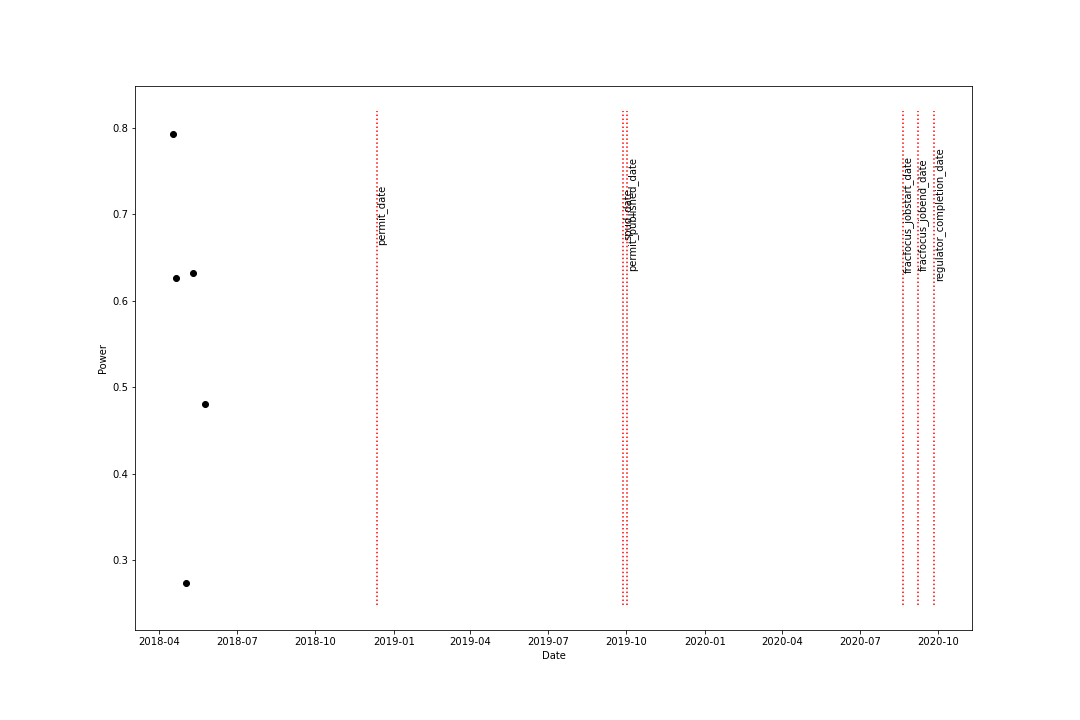 0.8
0.7
0.6
0.5
0.4
0.3
Power
permit_date
spud_date
permit_published_date
fracfocus_jobstart_date
fracfocus_jobend_date
regulator_completion_date
2018-04
2018-07
2018-10
2019-01
2019-04
2019-07
2019-10
2020-01
2020-04
2020-07
2020-10
Date